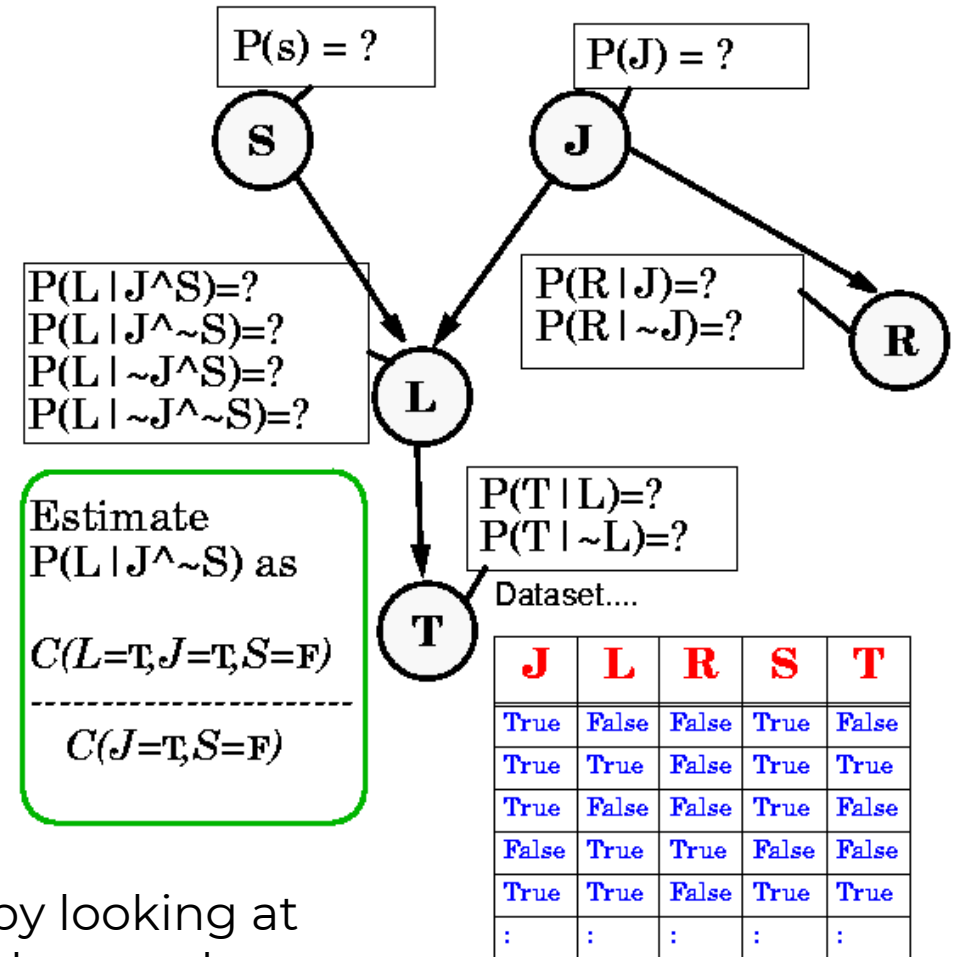 P(s) = ?
P(J) = ?
S
J
P(L|J^S)=?
P(L|J^~S)=?
P(L|~J^S)=?
P(L|~J^~S)=?
P(R|J)=?
P(R|~J)=?
R
L
Estimate
P(L|J^~S) as
C(L=T,J=T,S=F)
-----------------------
C(J=T,S=F)
P(T|L)=?
P(T|~L)=?
T
Dataset....
J L R S T
True False False True False
True True False True True
True False False True False
False True True False False
True True False True True
: : : : :
by looking at